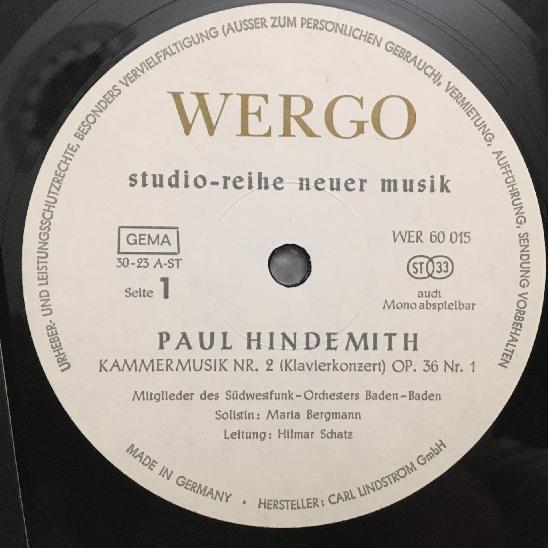 URHEBER- UND LEISTUNGSSCHUTZRECHTE, BESONDERS VERVIELFÄLTIGUNG (AUSSER ZUM PERSÖNLICHEN GEBRAUCH), VERMIETUNG, AUFFÜHRUNG, SENDUNG VORBEHALTEN
WERGO
studio-reihe neuer musik
GEMA
30-23 A-ST
Seite 1
WER 60 015
ST 33
auch
Mono abspielbar
PAUL HINDEMITH
KAMMERMUSIK NR. 2 (Klavierkonzert) OP. 36 Nr. 1
Mitglieder des Südwestfunk-Orchesters Baden-Baden
Solistin: Maria Bergmann
Leitung: Hilmar Schatz
MADE IN GERMANY • HERSTELLER: CARL LINDSTRÖM GmbH